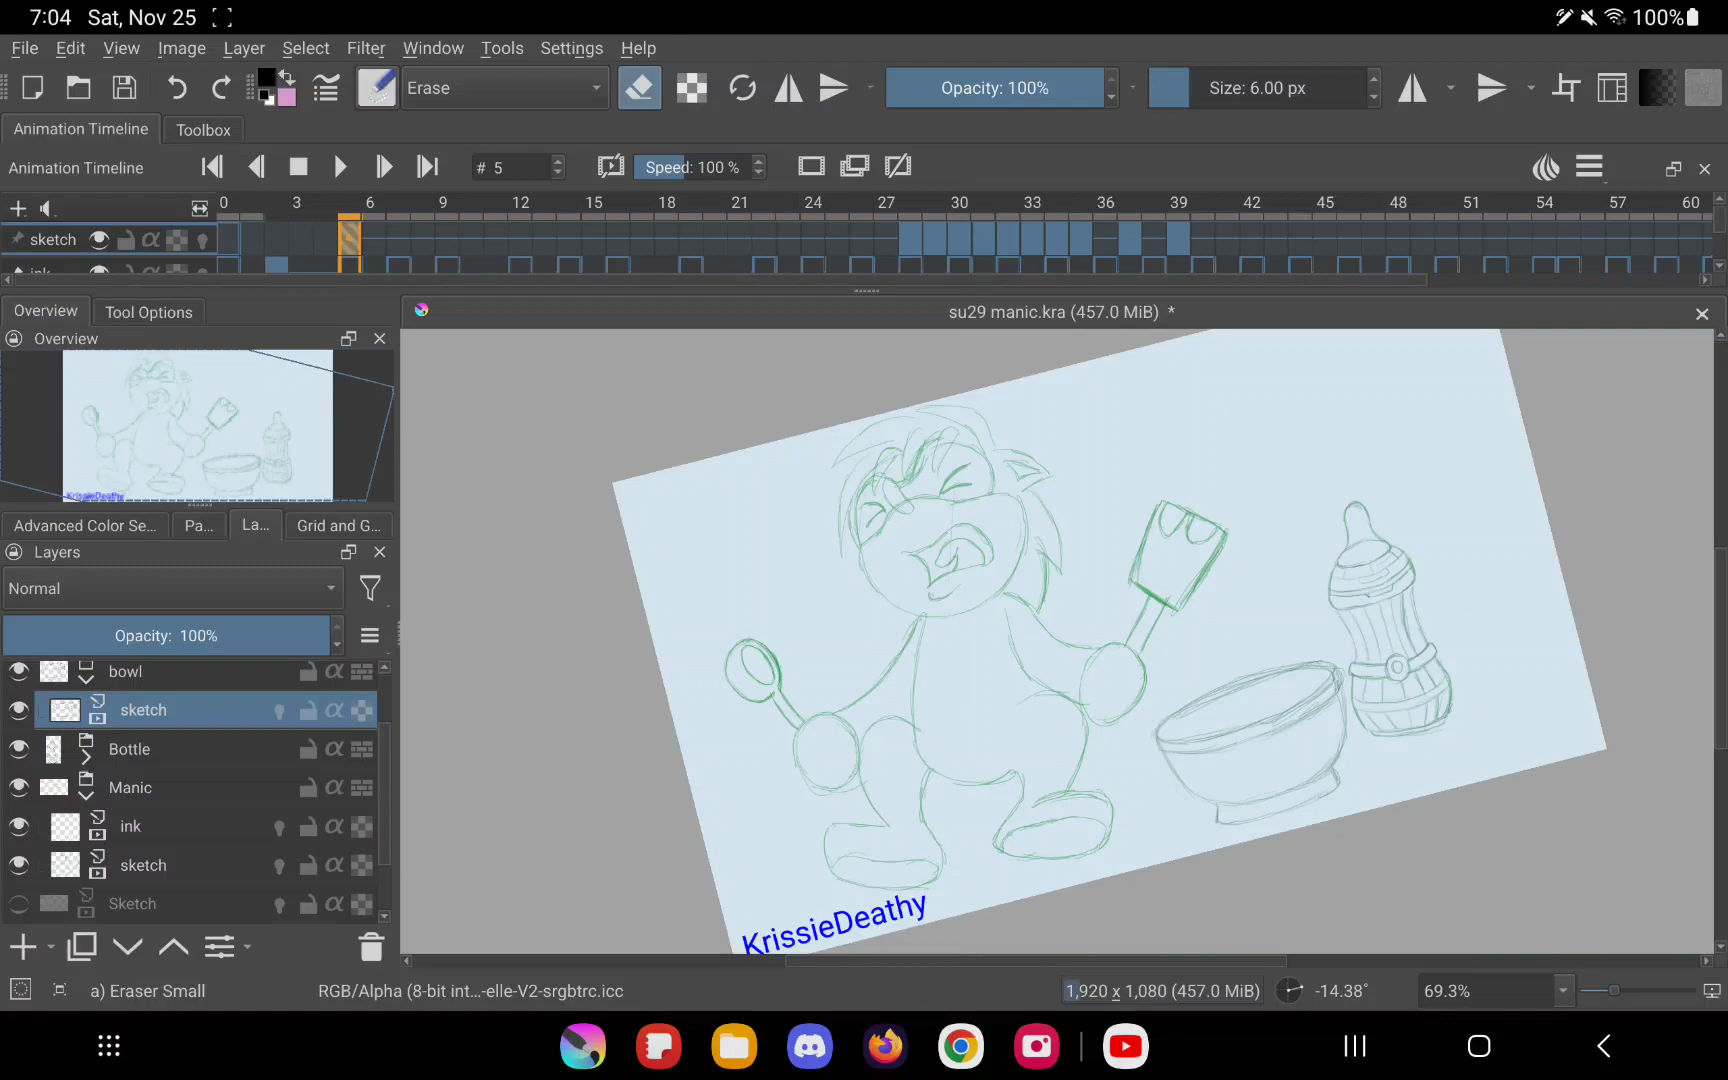 7:04 Sat, Nov 25 100%
File Edit View Image Layer Select Filter Window Tools Settings Help
Erase Opacity: 100% Size: 6.00 px
Animation Timeline Toolbox
Animation Timeline # 5 Speed: 100 %
0 3 6 9 12 15 18 21 24 27 30 33 36 39 42 45 48 51 54 57 60
sketch α
ink
Overview Tool Options
su29 manic.kra (457.0 MiB) *
Overview
KrissieDeathy
Advanced Color Se... Pa... La... Grid and G...
Layers
Normal
Opacity: 100%
bowl α
sketch α
Bottle α
Manic α
ink α
sketch α
Sketch α
KrissieDeathy
a) Eraser Small RGB/Alpha (8-bit int...-elle-V2-srgbtrc.icc 1,920 x 1,080 (457.0 MiB) -14.38° 69.3%